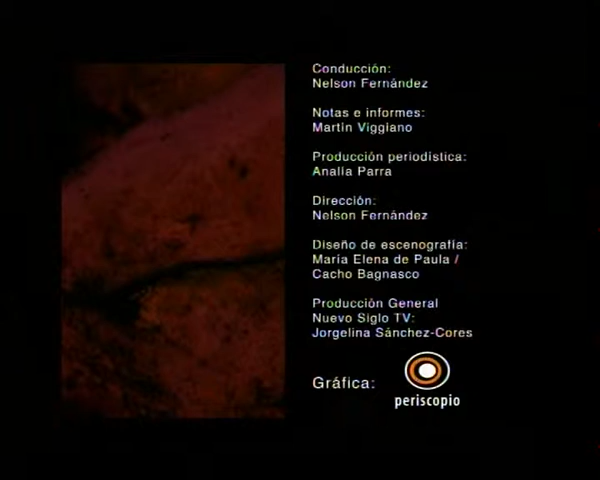 Conducción:
Nelson Fernández
Notas e informes:
Martín Viggiano
Producción periodística:
Analía Parra
Dirección:
Nelson Fernández
Diseño de escenografía:
María Elena de Paula /
Cacho Bagnasco
Producción General
Nuevo Siglo TV:
Jorgelina Sánchez-Cores
Gráfica:
periscopio